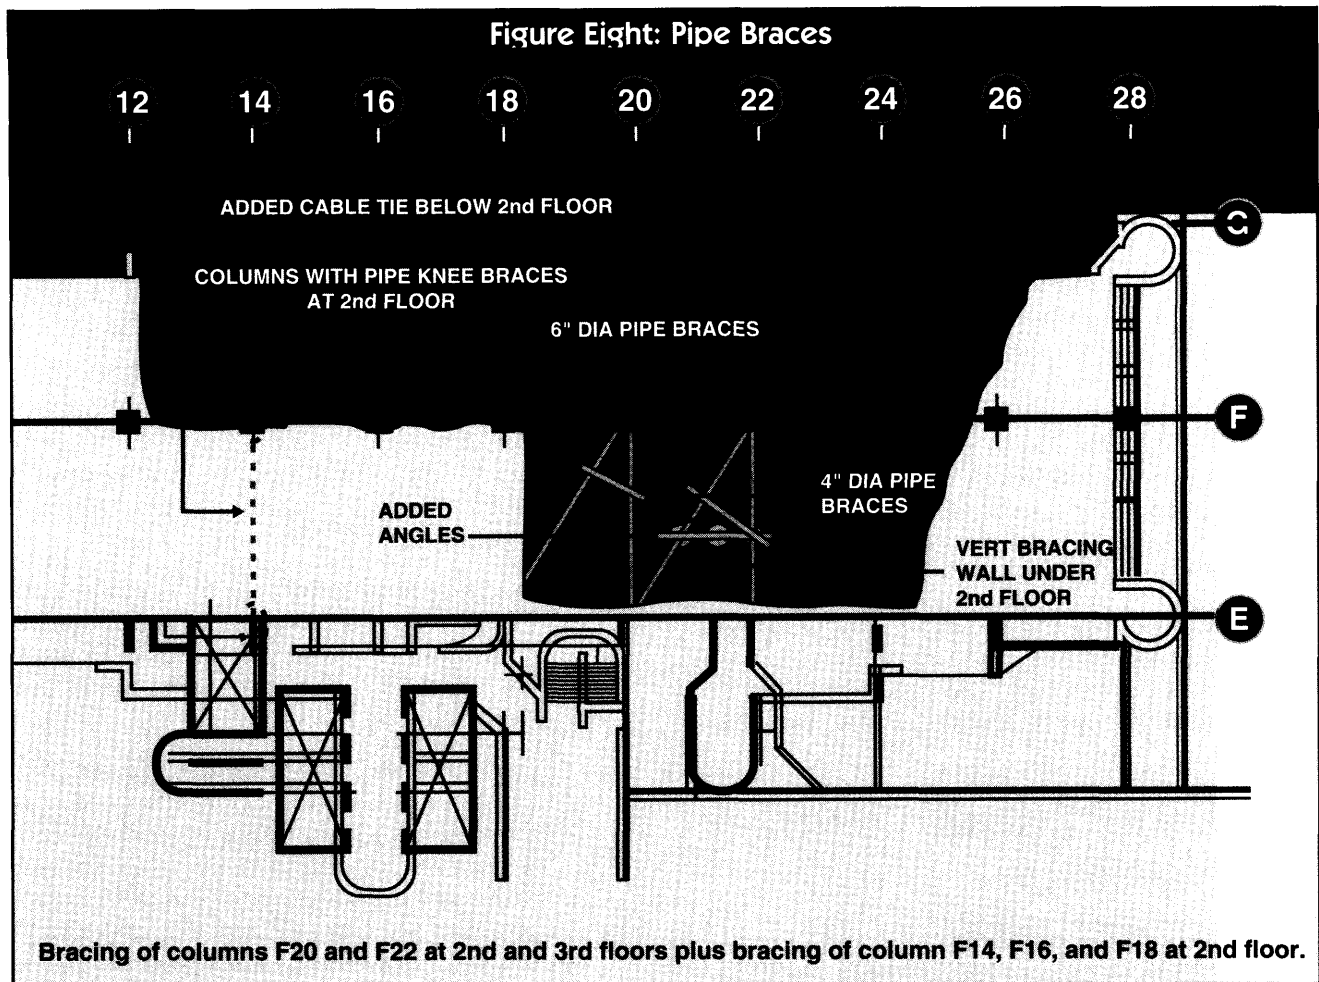 Figure Eight: Pipe Braces
12 14 16 18 20 22 24 26 28
ADDED CABLE TIE BELOW 2nd FLOOR
G
COLUMNS WITH PIPE KNEE BRACES
AT 2nd FLOOR
6" DIA PIPE BRACES
F
4" DIA PIPE
BRACES
ADDED
ANGLES
VERT BRACING
WALL UNDER
2nd FLOOR
E
Bracing of columns F20 and F22 at 2nd and 3rd floors plus bracing of column F14, F16, and F18 at 2nd floor.